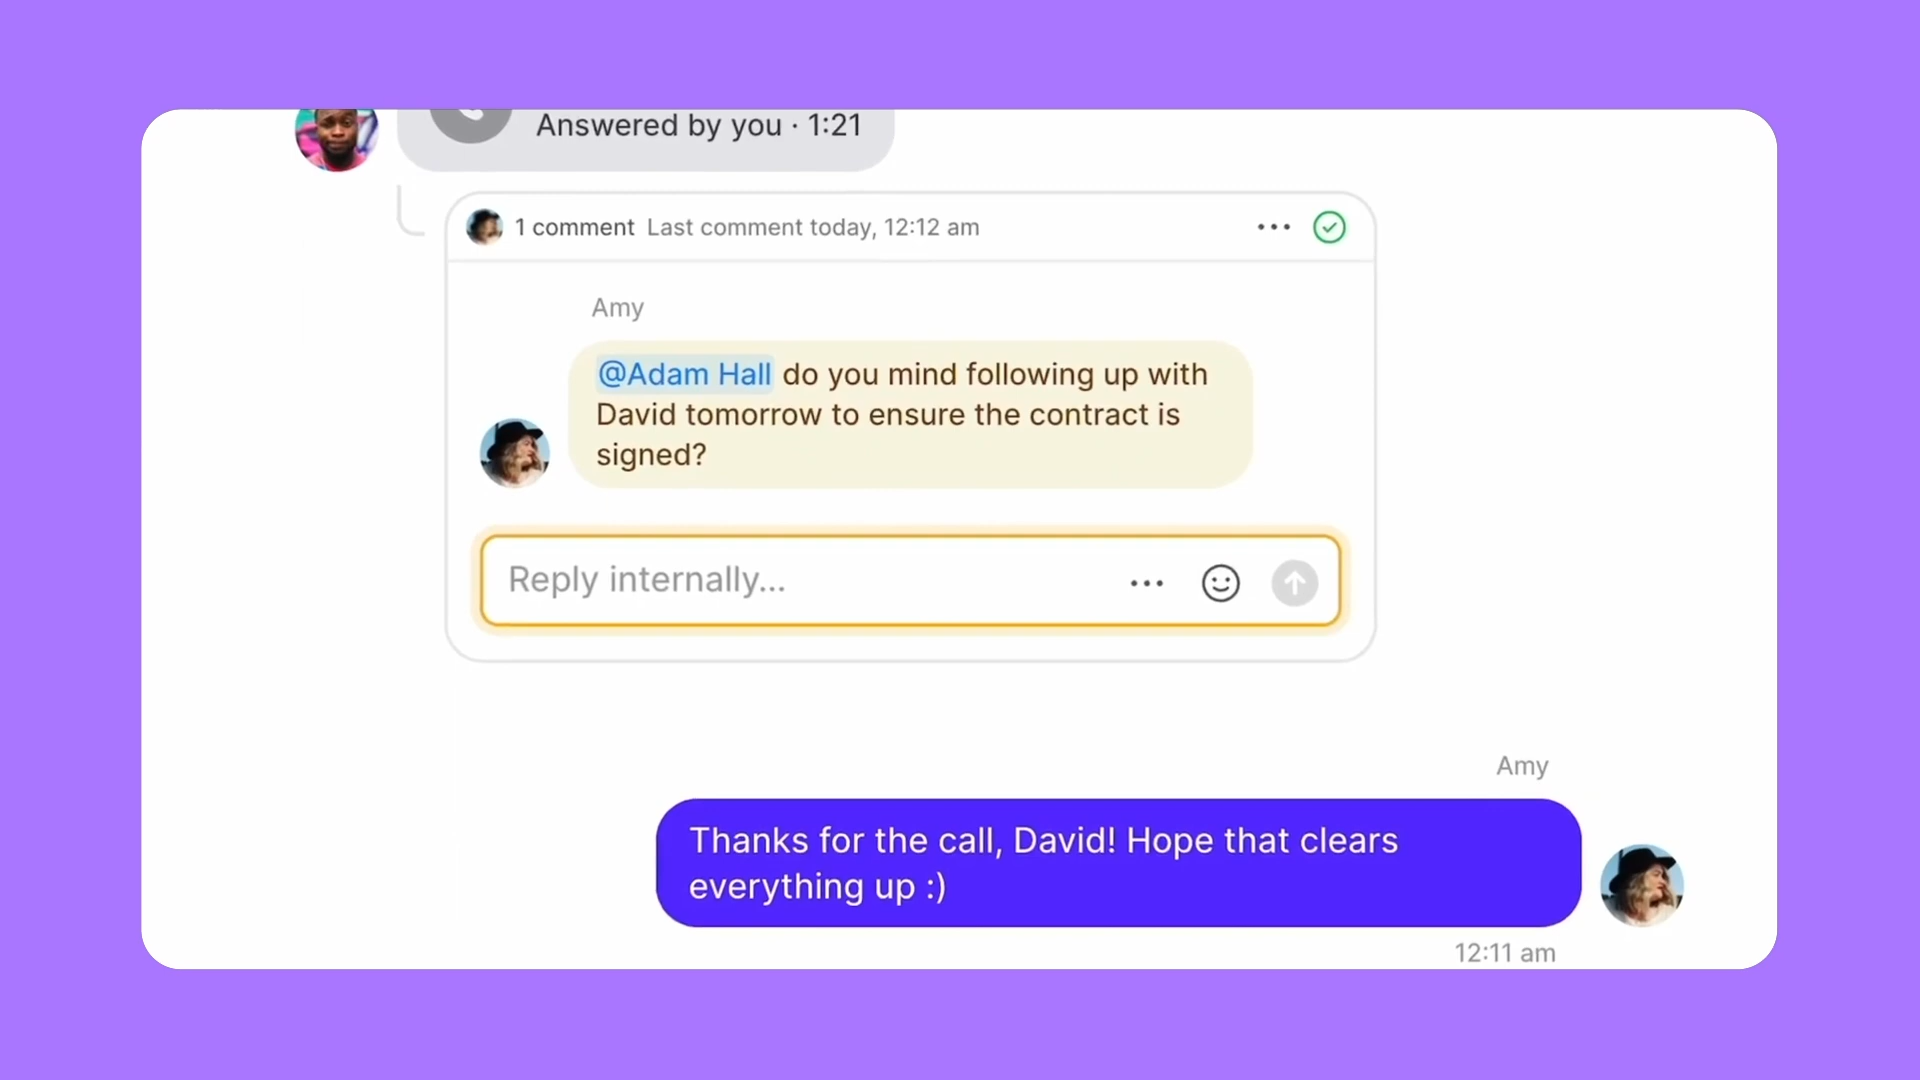 Answered by you · 1:21
1 comment Last comment today, 12:12 am
Amy
@Adam Hall do you mind following up with
David tomorrow to ensure the contract is
signed?
Reply internally...
Amy
Thanks for the call, David! Hope that clears
everything up :)
12:11 am